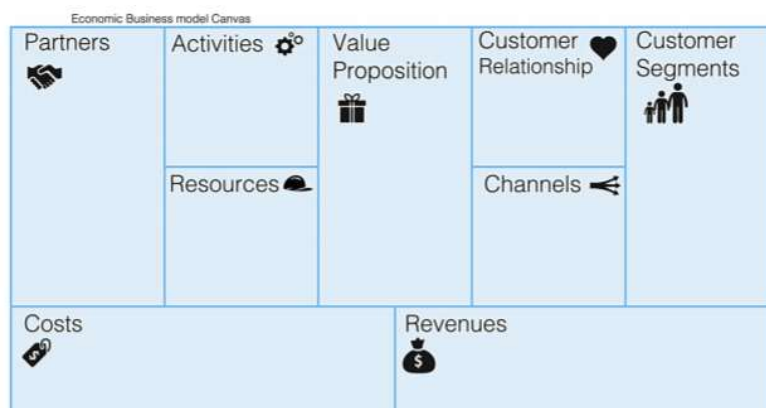 Economic Business model Canvas
Partners
Activities
Value
Proposition
Customer
Relationship
Customer
Segments
Resources
Channels
Costs
$
Revenues
$